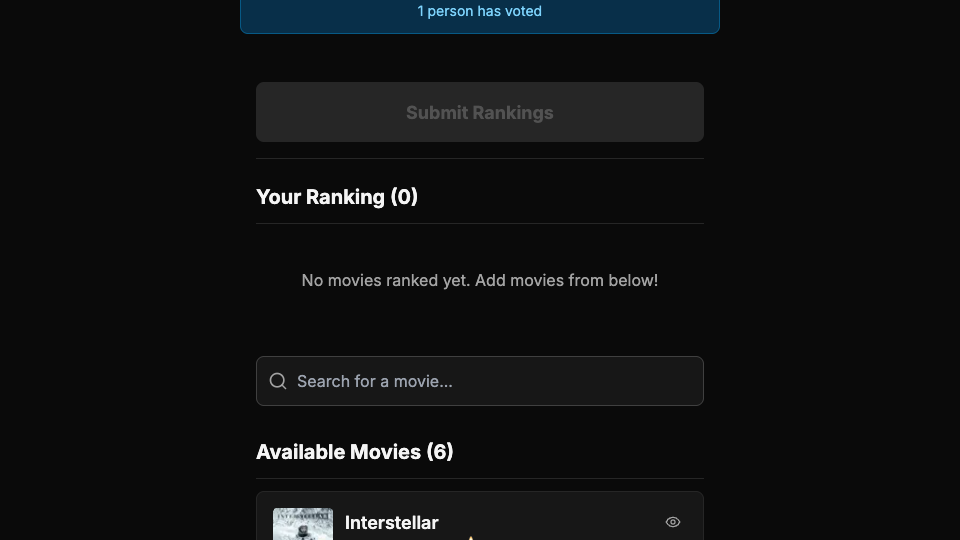 1 person has voted
Submit Rankings
Your Ranking (0)
No movies ranked yet. Add movies from below!
Search for a movie...
Available Movies (6)
INTERSTELLAR
Interstellar